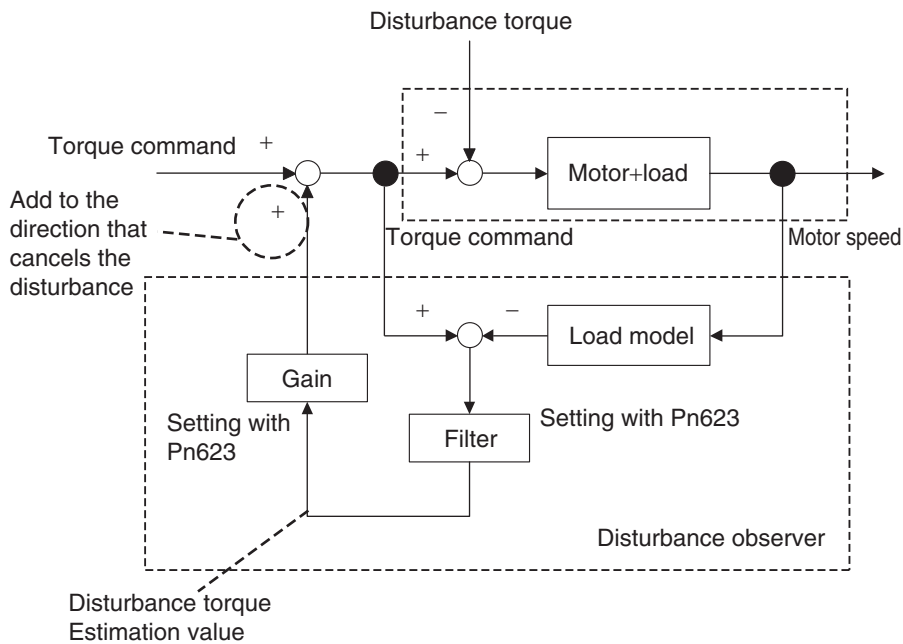 Disturbance torque
−
Torque command
+
+
Motor+load
Add to the
direction that
cancels the
disturbance
+
Torque command
Motor speed
+
−
Load model
Gain
Setting with
Pn623
Filter
Setting with Pn623
Disturbance observer
Disturbance torque
Estimation value